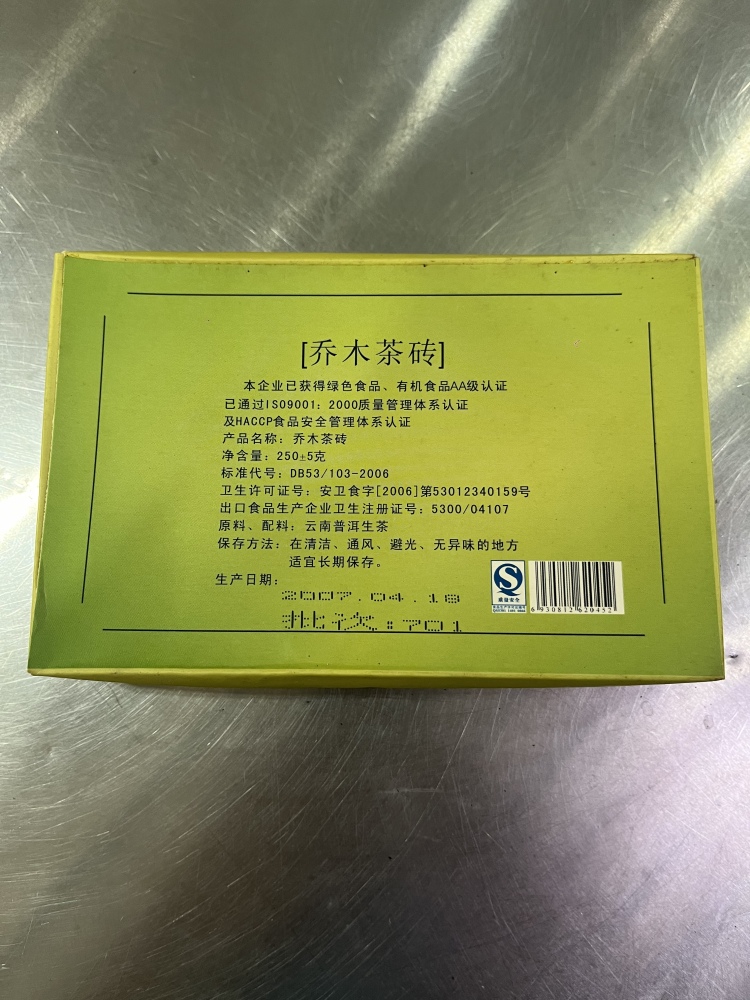 [乔木茶砖]
本企业已获得绿色食品、有机食品AA级认证
已通过ISO9001：2000质量管理体系认证
及HACCP食品安全管理体系认证
产品名称：乔木茶砖
净含量：250±5克
标准代号：DB53/103-2006
卫生许可证号：安卫食字[2006]第53012340159号
出口食品生产企业卫生注册证号：5300/04107
原料、配料：云南普洱生茶
保存方法：在清洁、通风、避光、无异味的地方
适宜长期保存。
生产日期：
2007.04.18
批次:701
质量安全
6930812620452